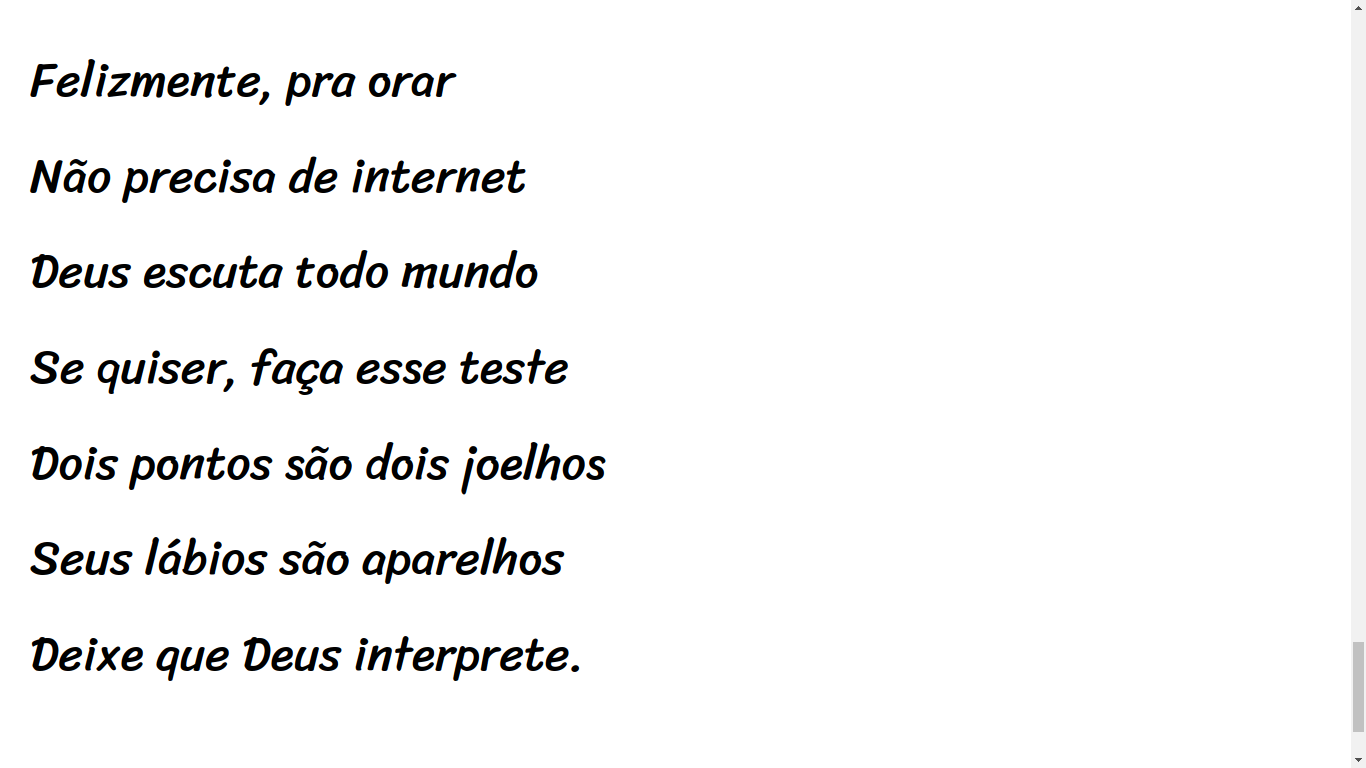 Felizmente, pra orar
Não precisa de internet
Deus escuta todo mundo
Se quiser, faça esse teste
Dois pontos são dois joelhos
Seus lábios são aparelhos
Deixe que Deus interprete.